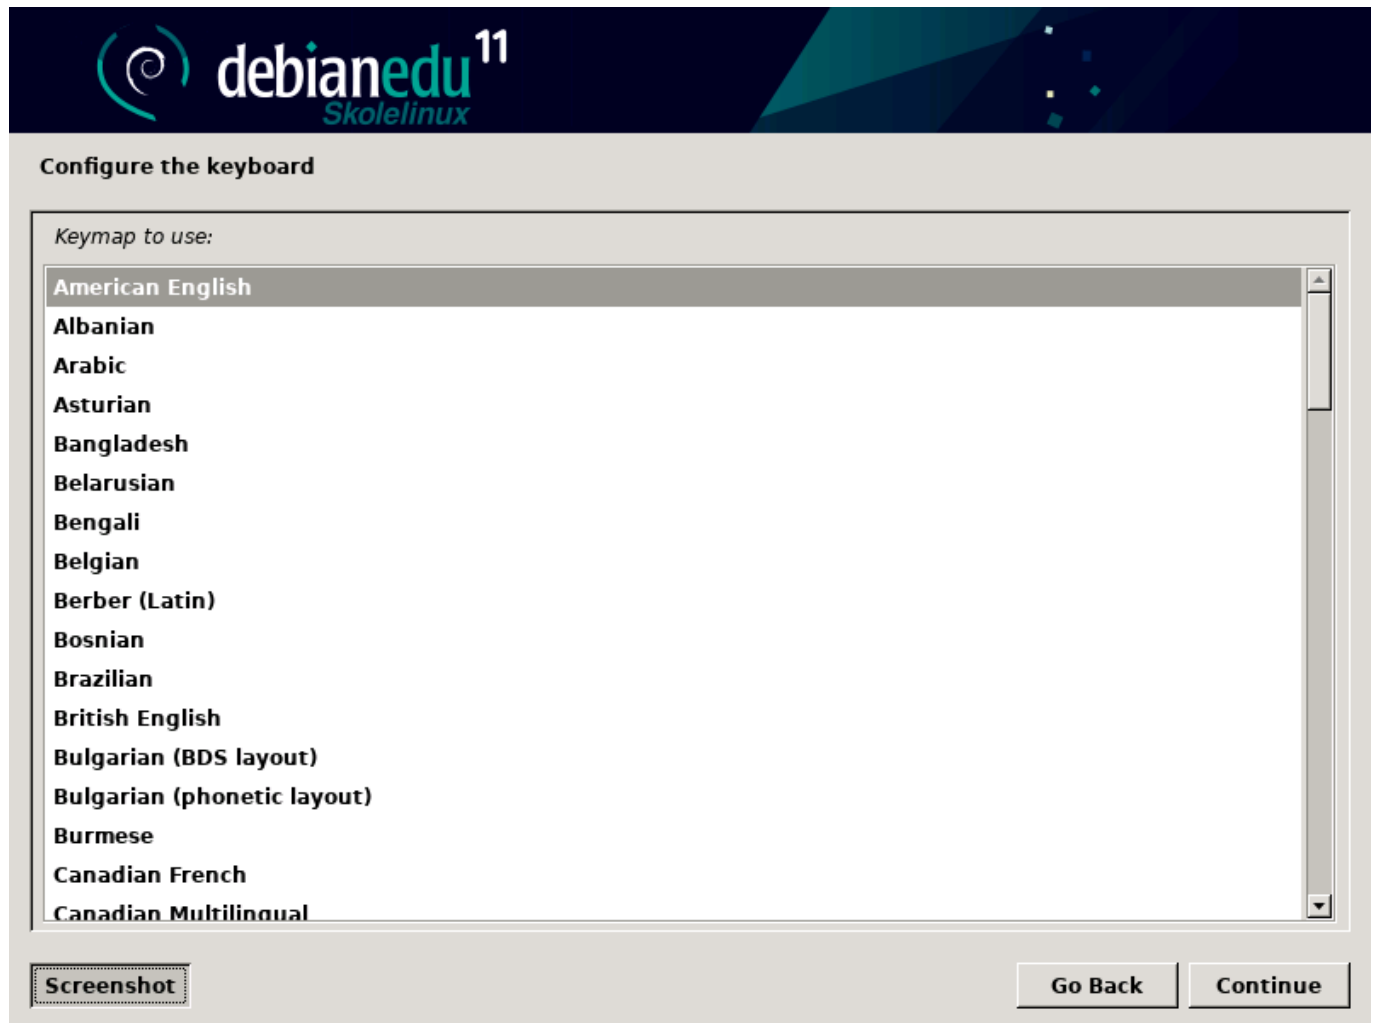 debianedu 11
Skolelinux
Configure the keyboard
Keymap to use:
American English
Albanian
Arabic
Asturian
Bangladesh
Belarusian
Bengali
Belgian
Berber (Latin)
Bosnian
Brazilian
British English
Bulgarian (BDS layout)
Bulgarian (phonetic layout)
Burmese
Canadian French
Canadian Multilingual
Screenshot
Go Back
Continue